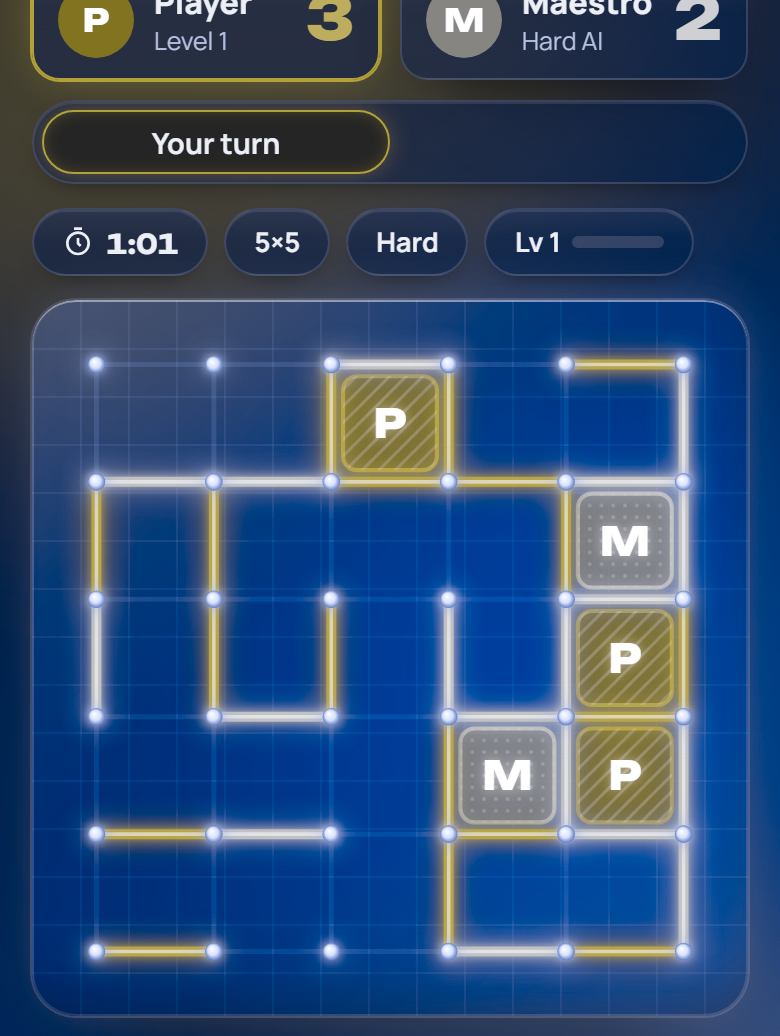 P Player 3
Level 1
M Maestro 2
Hard AI
Your turn
1:01 5×5 Hard Lv 1
P
M
P
M P